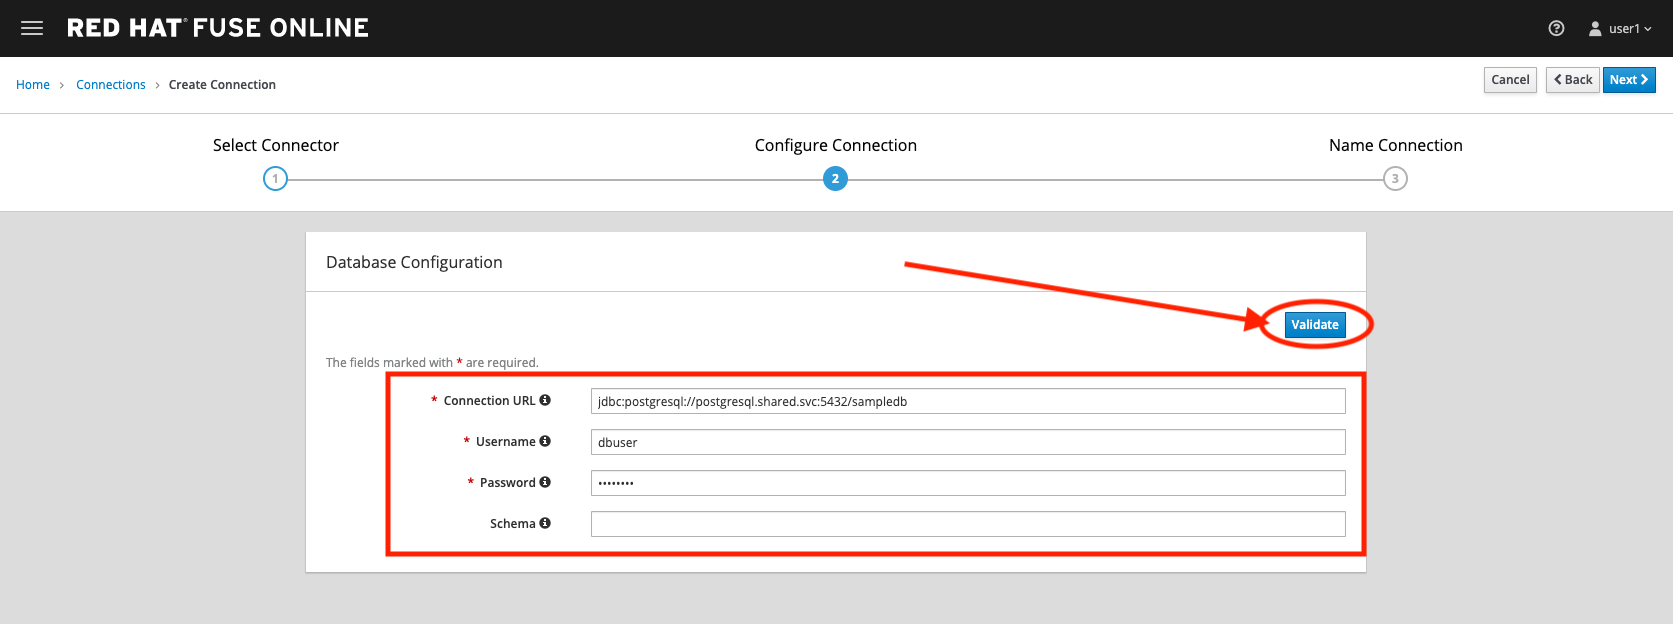 RED HAT® FUSE ONLINE
user1
Home > Connections > Create Connection
Cancel
Back
Next
Select Connector
Configure Connection
Name Connection
1
2
3
Database Configuration
Validate
The fields marked with * are required.
* Connection URL
jdbc:postgresql://postgresql.shared.svc:5432/sampledb
* Username
dbuser
* Password
••••••••
Schema